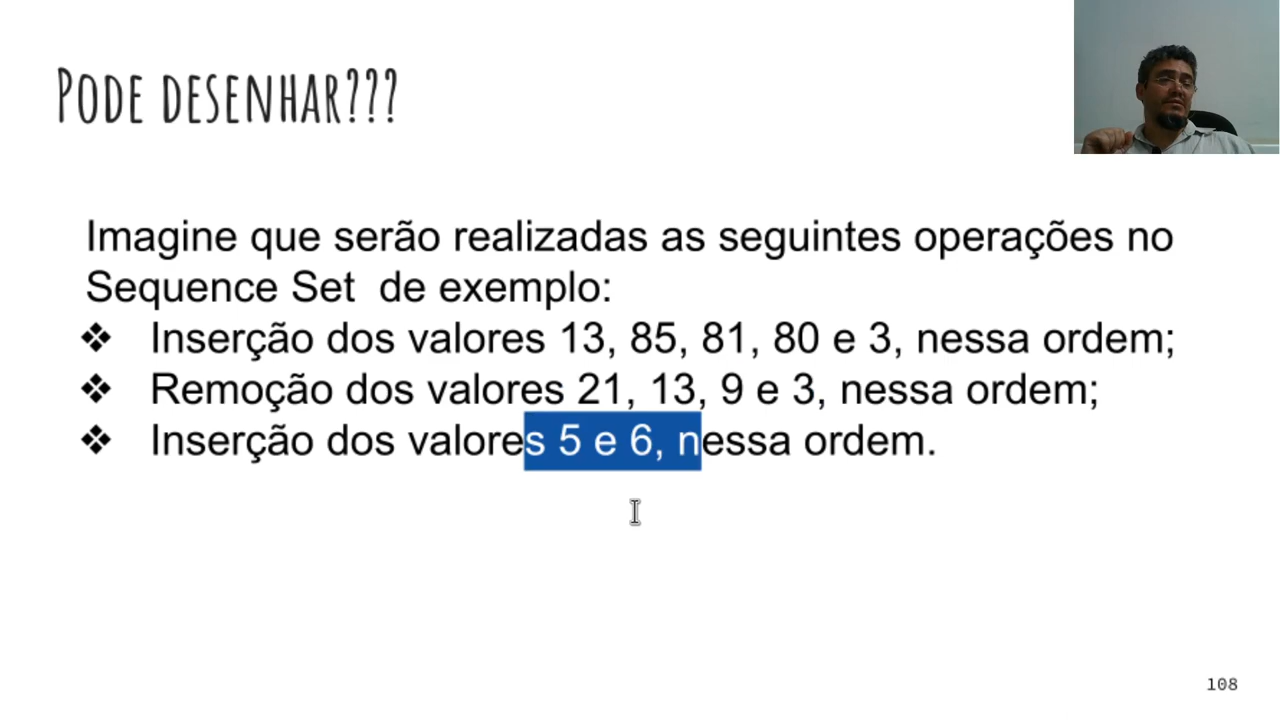 PODE DESENHAR???
Imagine que serão realizadas as seguintes operações no
Sequence Set de exemplo:
❖ Inserção dos valores 13, 85, 81, 80 e 3, nessa ordem;
❖ Remoção dos valores 21, 13, 9 e 3, nessa ordem;
❖ Inserção dos valores 5 e 6, nessa ordem.
108